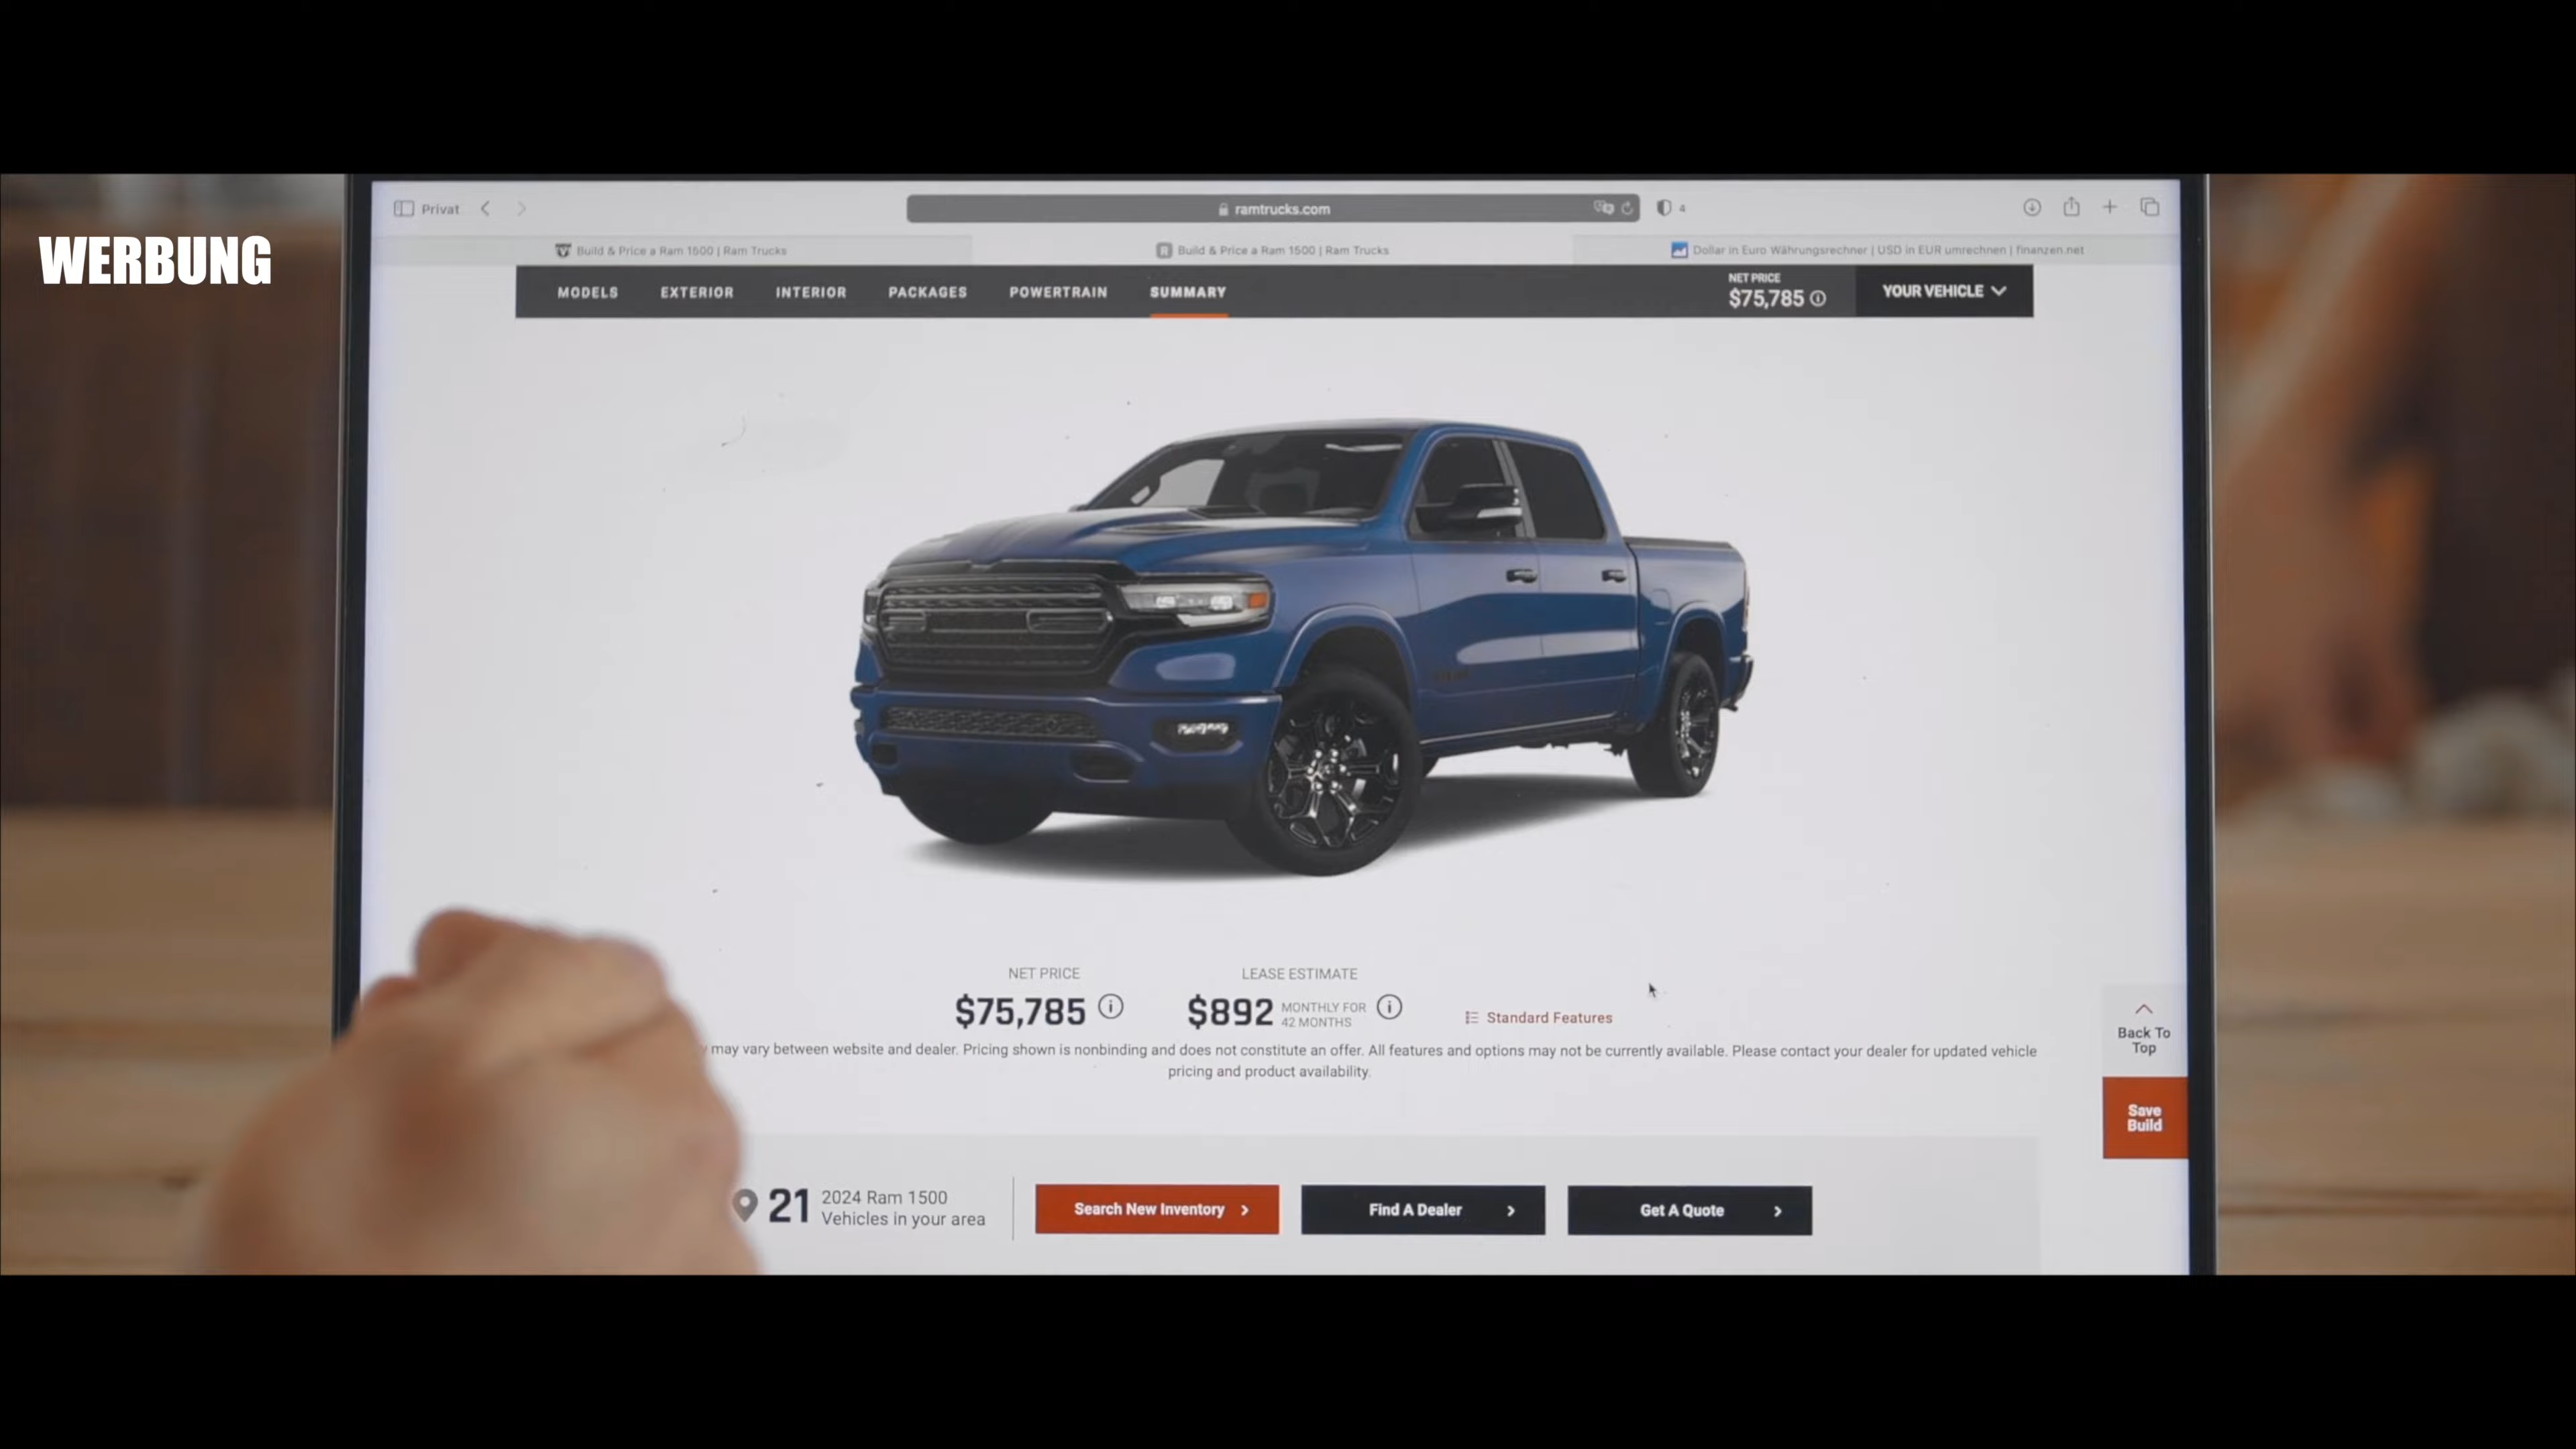 WERBUNG
Privat
ramtrucks.com
4
Build & Price a Ram 1500 | Ram Trucks
Build & Price a Ram 1500 | Ram Trucks
Dollar in Euro Währungsrechner | USD in EUR umrechnen | finanzen.net
MODELS EXTERIOR INTERIOR PACKAGES POWERTRAIN SUMMARY
NET PRICE
$75,785
YOUR VEHICLE
NET PRICE
$75,785
LEASE ESTIMATE
$892 MONTHLY FOR
42 MONTHS
Standard Features
may vary between website and dealer. Pricing shown is nonbinding and does not constitute an offer. All features and options may not be currently available. Please contact your dealer for updated vehicle
pricing and product availability.
Back To
Top
Save
Build
21 2024 Ram 1500
Vehicles in your area
Search New Inventory
Find A Dealer
Get A Quote